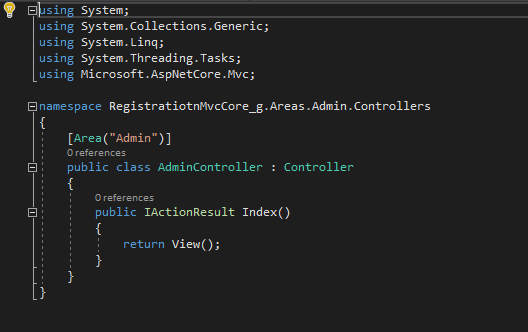 using System;
using System.Collections.Generic;
using System.Linq;
using System.Threading.Tasks;
using Microsoft.AspNetCore.Mvc;
namespace RegistratiotnMvcCore_g.Areas.Admin.Controllers
{
[Area("Admin")]
0 references
public class AdminController : Controller
{
0 references
public IActionResult Index()
{
return View();
}
}
}